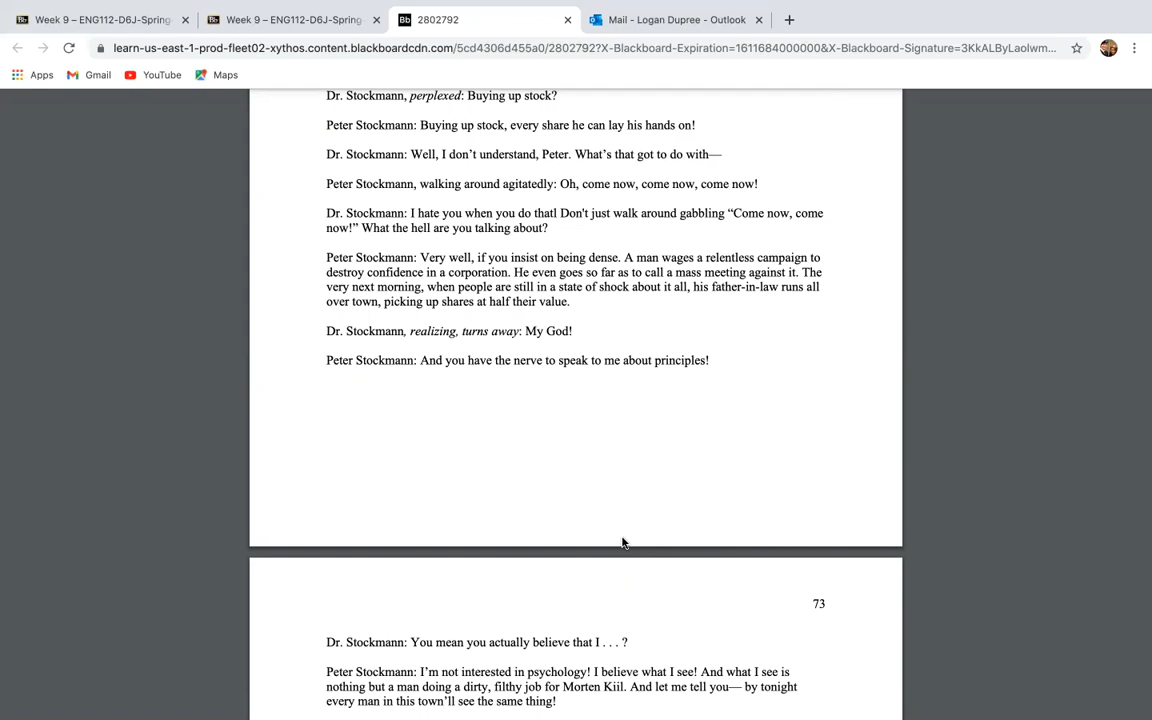 Week 9 – ENG112-D6J-Spring
Week 9 – ENG112-D6J-Spring
Bb 2802792
Mail - Logan Dupree - Outlook
learn-us-east-1-prod-fleet02-xythos.content.blackboardcdn.com/5cd4306d455a0/2802792?X-Blackboard-Expiration=1611684000000&X-Blackboard-Signature=3KkALByLaolwm...
Apps Gmail YouTube Maps
Dr. Stockmann, perplexed: Buying up stock?
Peter Stockmann: Buying up stock, every share he can lay his hands on!
Dr. Stockmann: Well, I don’t understand, Peter. What’s that got to do with—
Peter Stockmann, walking around agitatedly: Oh, come now, come now, come now!
Dr. Stockmann: I hate you when you do thatl Don't just walk around gabbling “Come now, come
now!” What the hell are you talking about?
Peter Stockmann: Very well, if you insist on being dense. A man wages a relentless campaign to
destroy confidence in a corporation. He even goes so far as to call a mass meeting against it. The
very next morning, when people are still in a state of shock about it all, his father-in-law runs all
over town, picking up shares at half their value.
Dr. Stockmann, realizing, turns away: My God!
Peter Stockmann: And you have the nerve to speak to me about principles!
73
Dr. Stockmann: You mean you actually believe that I . . . ?
Peter Stockmann: I’m not interested in psychology! I believe what I see! And what I see is
nothing but a man doing a dirty, filthy job for Morten Kiil. And let me tell you— by tonight
every man in this town’ll see the same thing!